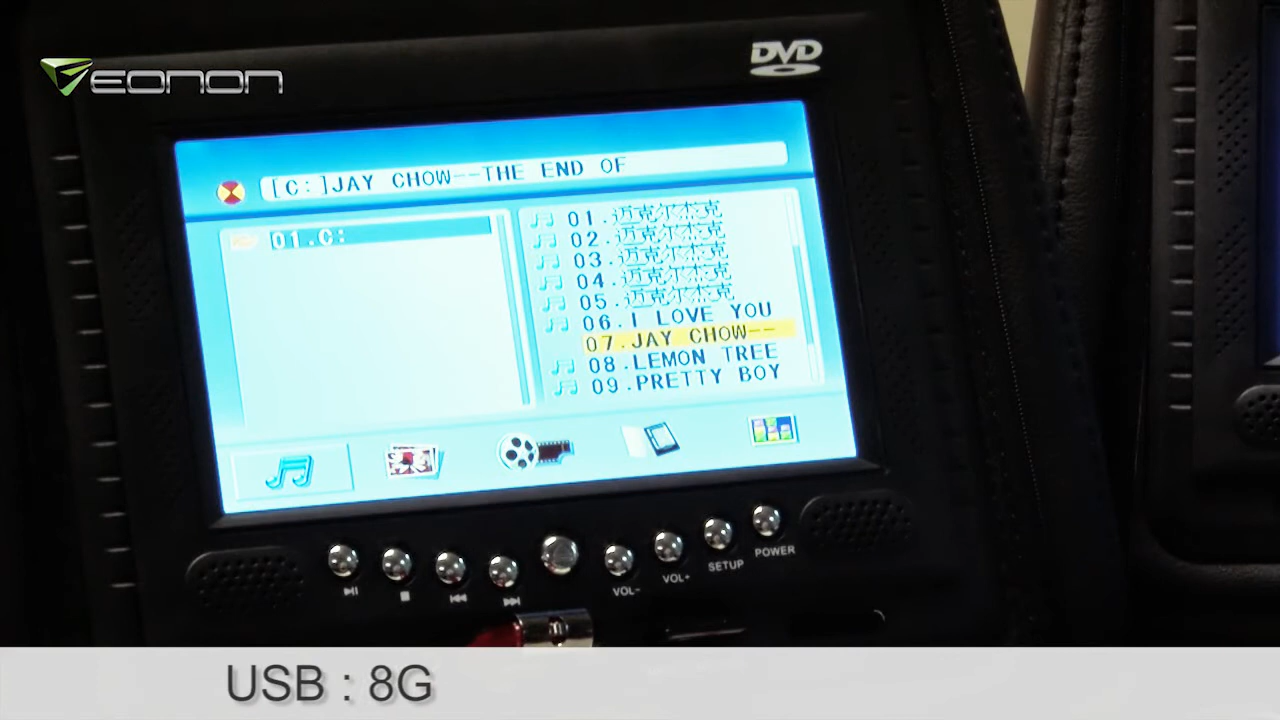 EONON
DVD
[C:]JAY CHOW--THE END OF
01.C:
01.迈克尔杰克
02.迈克尔杰克
03.迈克尔杰克
04.迈克尔杰克
05.迈克尔杰克
06.I LOVE YOU
07.JAY CHOW--
08.LEMON TREE
09.PRETTY BOY
VOL-
VOL+
SETUP
POWER
USB : 8G